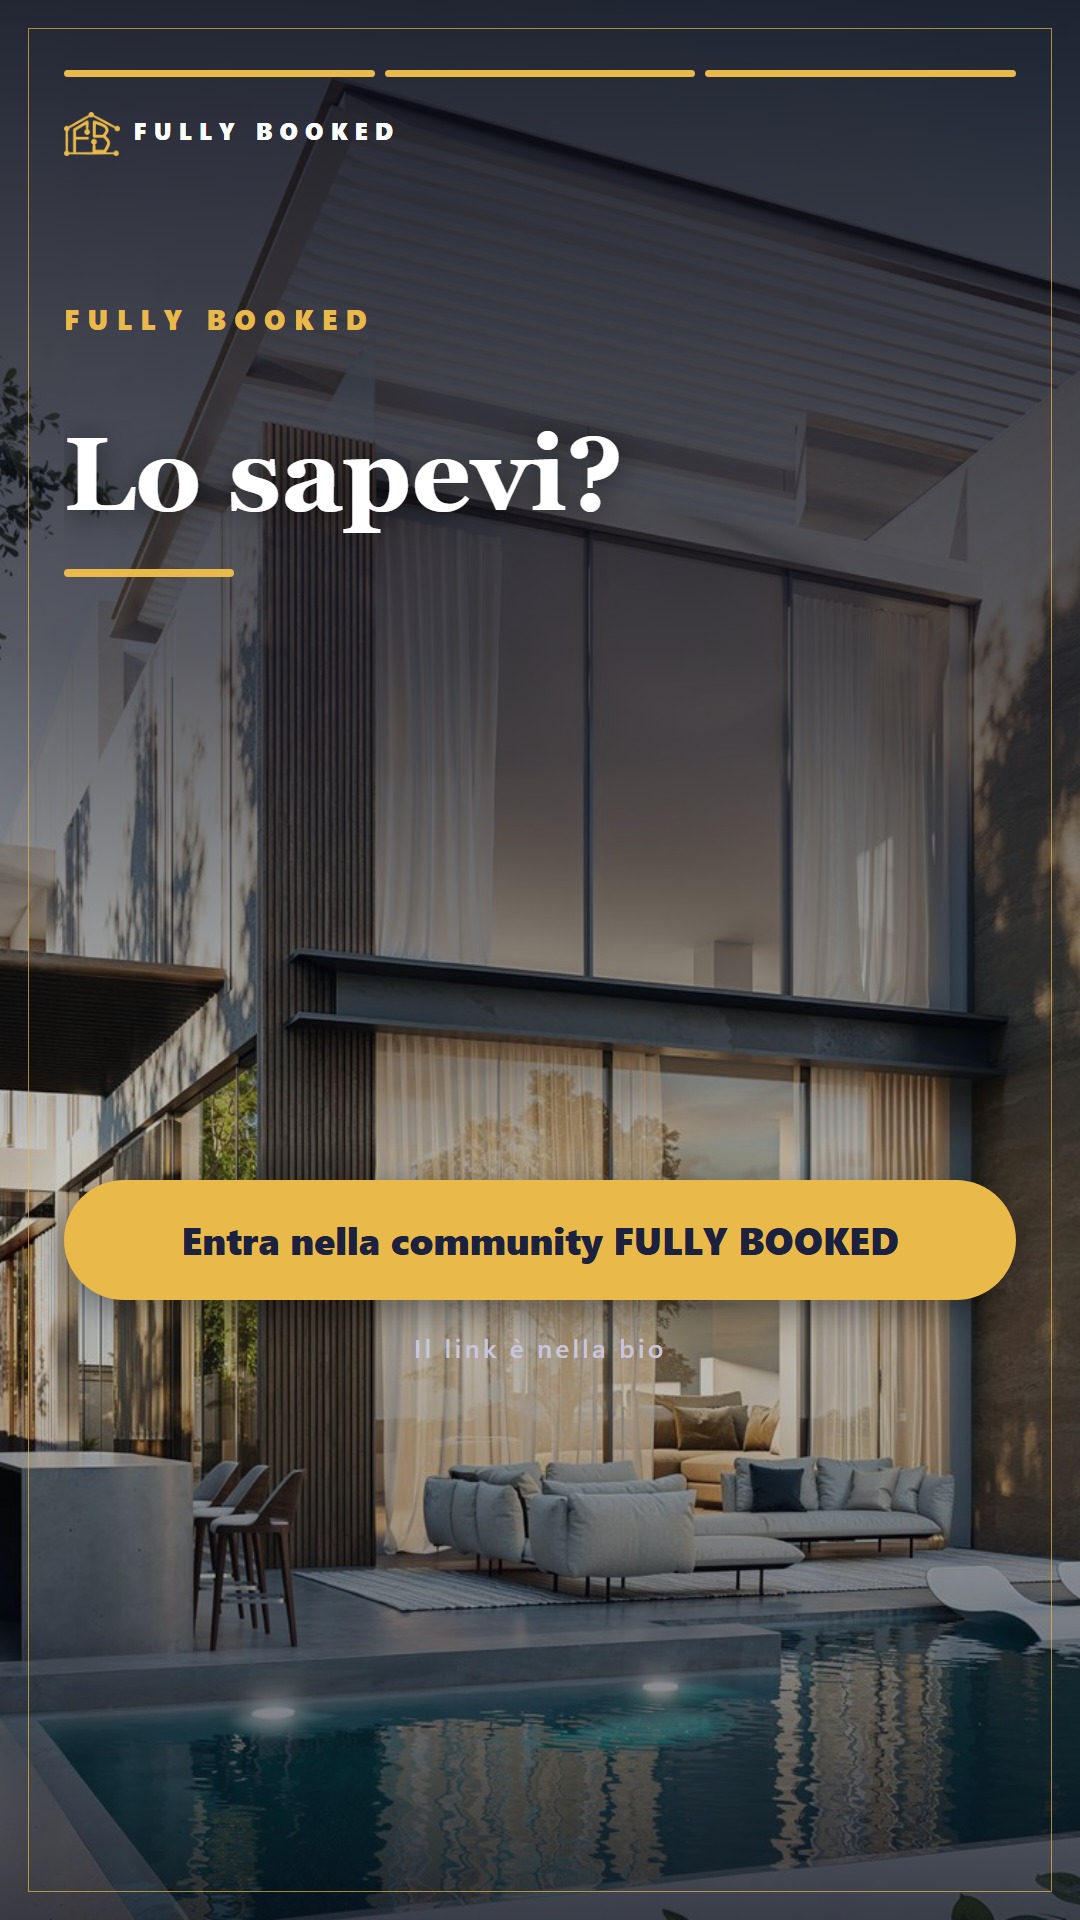 FULLY BOOKED
FULLY BOOKED
Lo sapevi?
Entra nella community FULLY BOOKED
Il link è nella bio